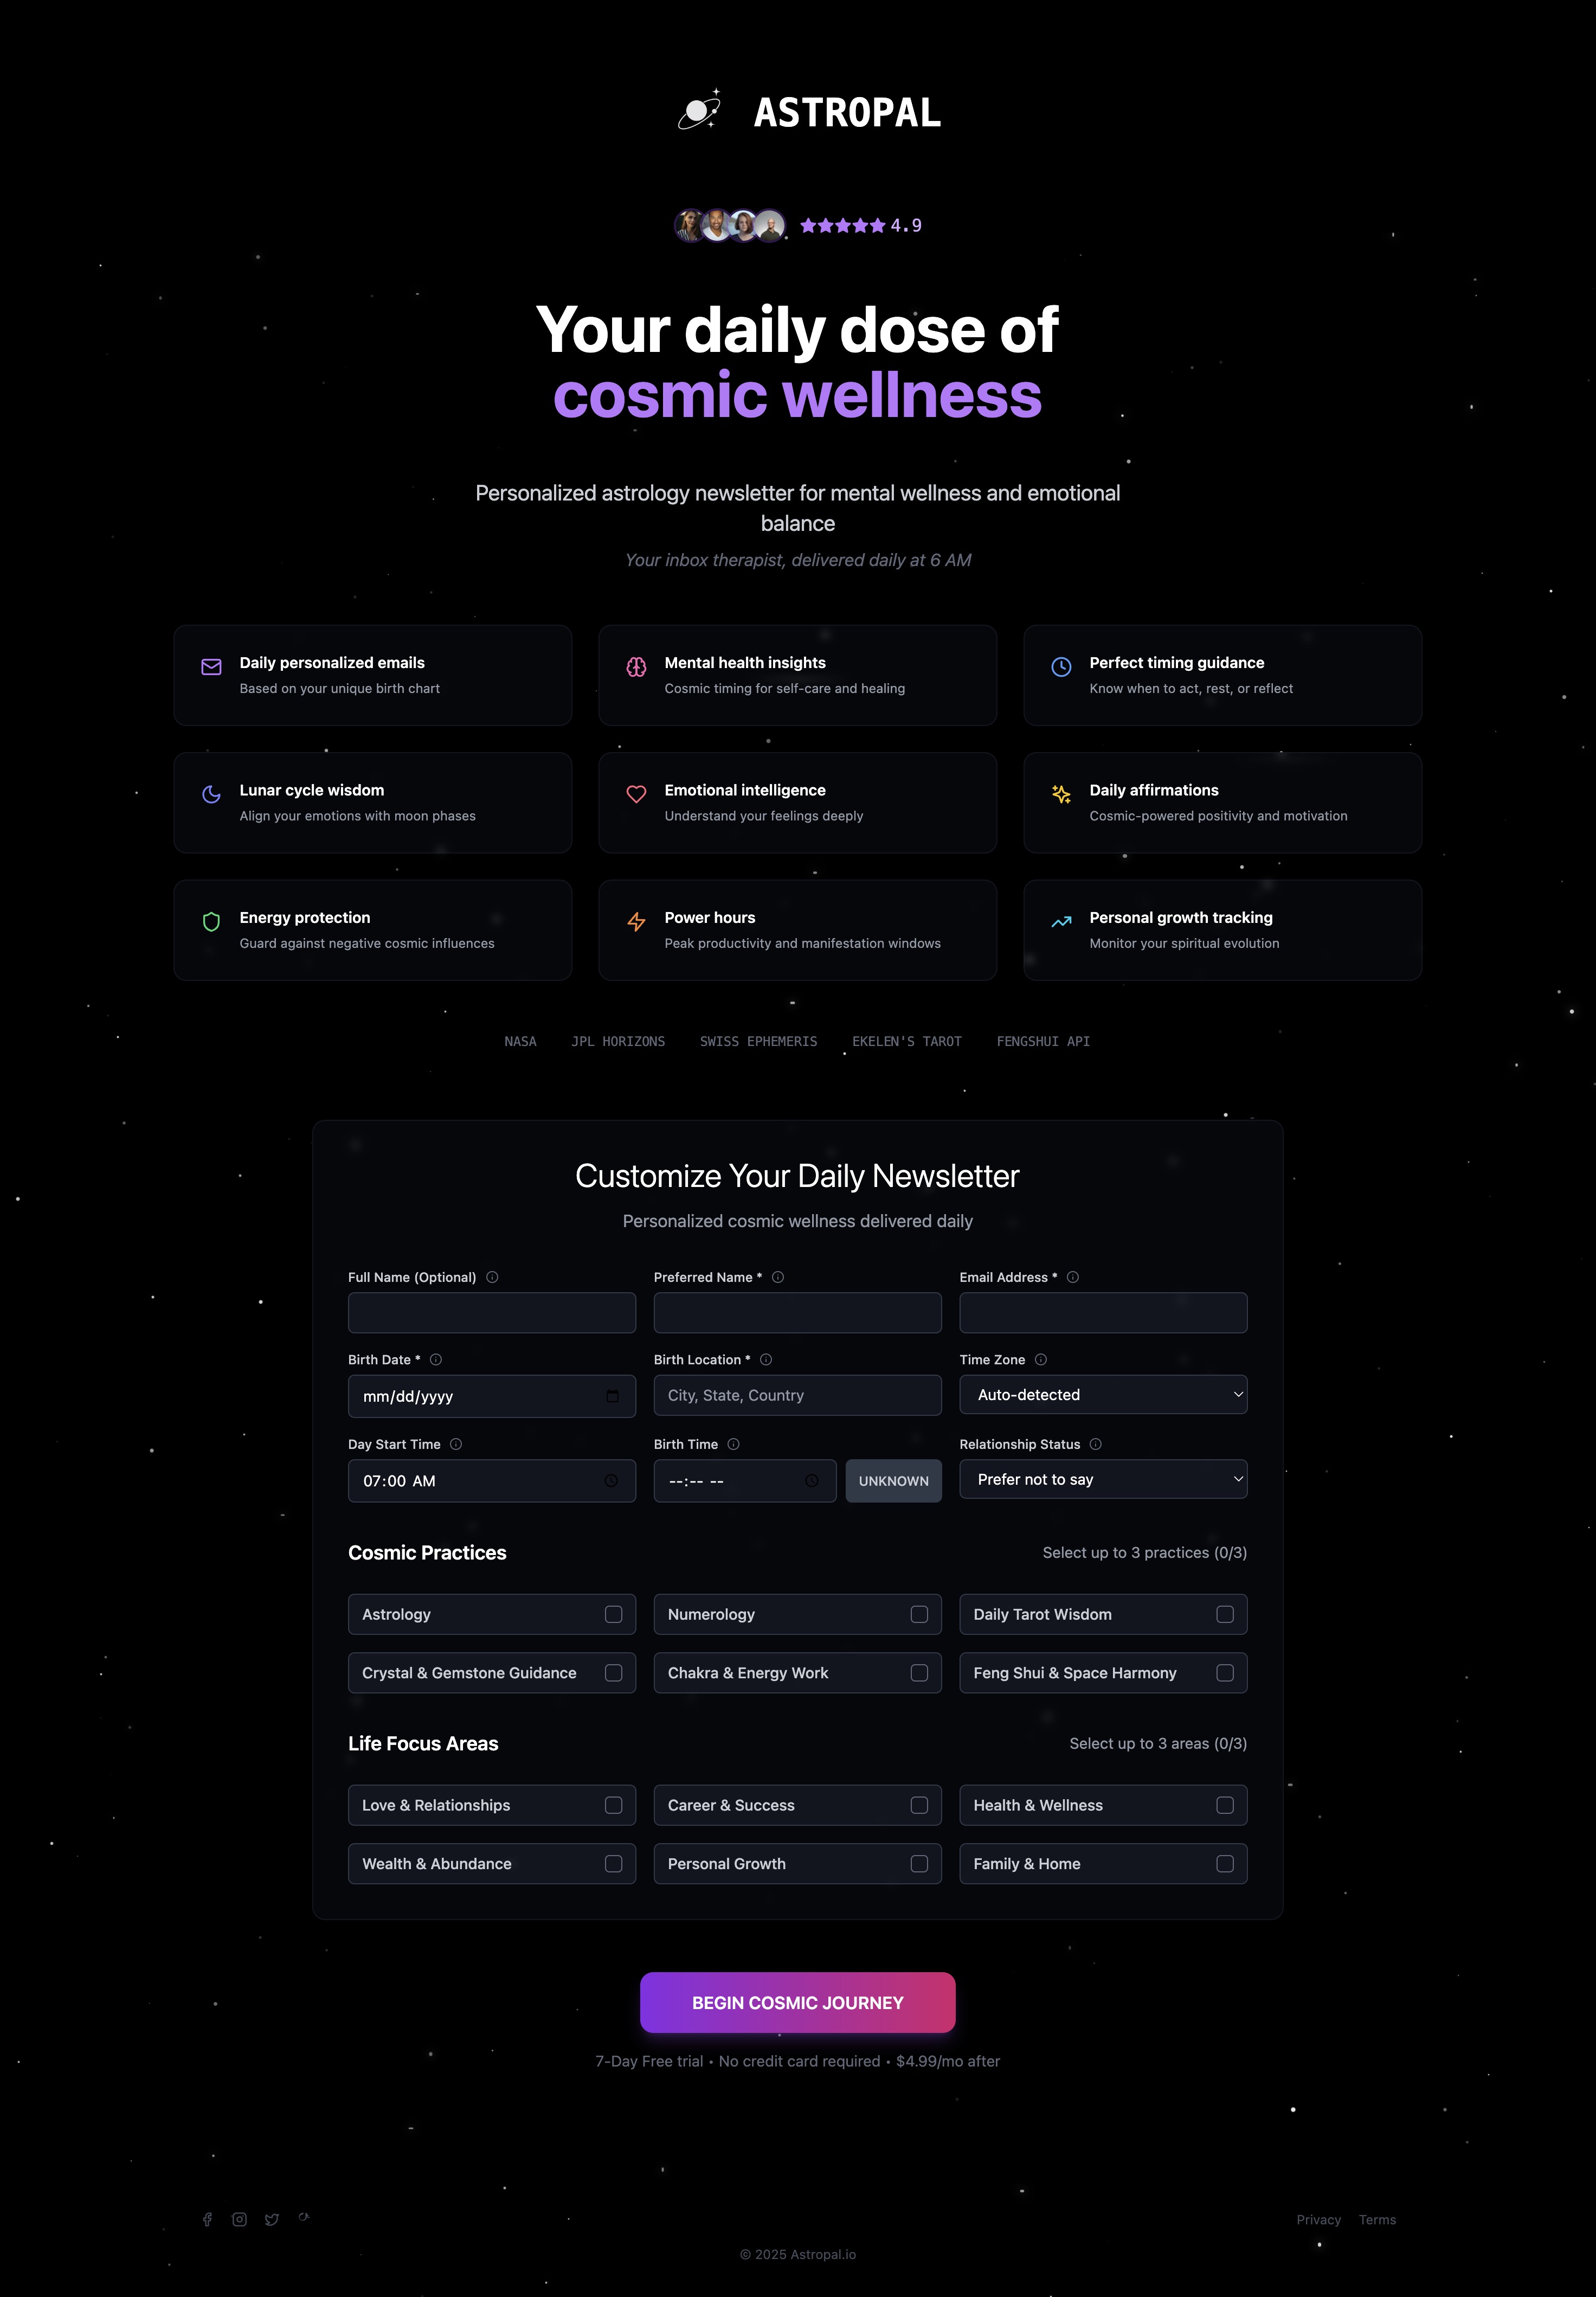 ASTROPAL
4.9
Your daily dose of
cosmic wellness
Personalized astrology newsletter for mental wellness and emotional
balance
Your inbox therapist, delivered daily at 6 AM
Daily personalized emails
Based on your unique birth chart
Mental health insights
Cosmic timing for self-care and healing
Perfect timing guidance
Know when to act, rest, or reflect
Lunar cycle wisdom
Align your emotions with moon phases
Emotional intelligence
Understand your feelings deeply
Daily affirmations
Cosmic-powered positivity and motivation
Energy protection
Guard against negative cosmic influences
Power hours
Peak productivity and manifestation windows
Personal growth tracking
Monitor your spiritual evolution
NASA JPL HORIZONS SWISS EPHEMERIS EKELEN'S TAROT FENGSHUI API
Customize Your Daily Newsletter
Personalized cosmic wellness delivered daily
Full Name (Optional)
Preferred Name *
Email Address *
Birth Date *
mm/dd/yyyy
Birth Location *
City, State, Country
Time Zone
Auto-detected
Day Start Time
07:00 AM
Birth Time
--:-- --
UNKNOWN
Relationship Status
Prefer not to say
Cosmic Practices
Select up to 3 practices (0/3)
Astrology
Numerology
Daily Tarot Wisdom
Crystal & Gemstone Guidance
Chakra & Energy Work
Feng Shui & Space Harmony
Life Focus Areas
Select up to 3 areas (0/3)
Love & Relationships
Career & Success
Health & Wellness
Wealth & Abundance
Personal Growth
Family & Home
BEGIN COSMIC JOURNEY
7-Day Free trial • No credit card required • $4.99/mo after
Privacy Terms
© 2025 Astropal.io